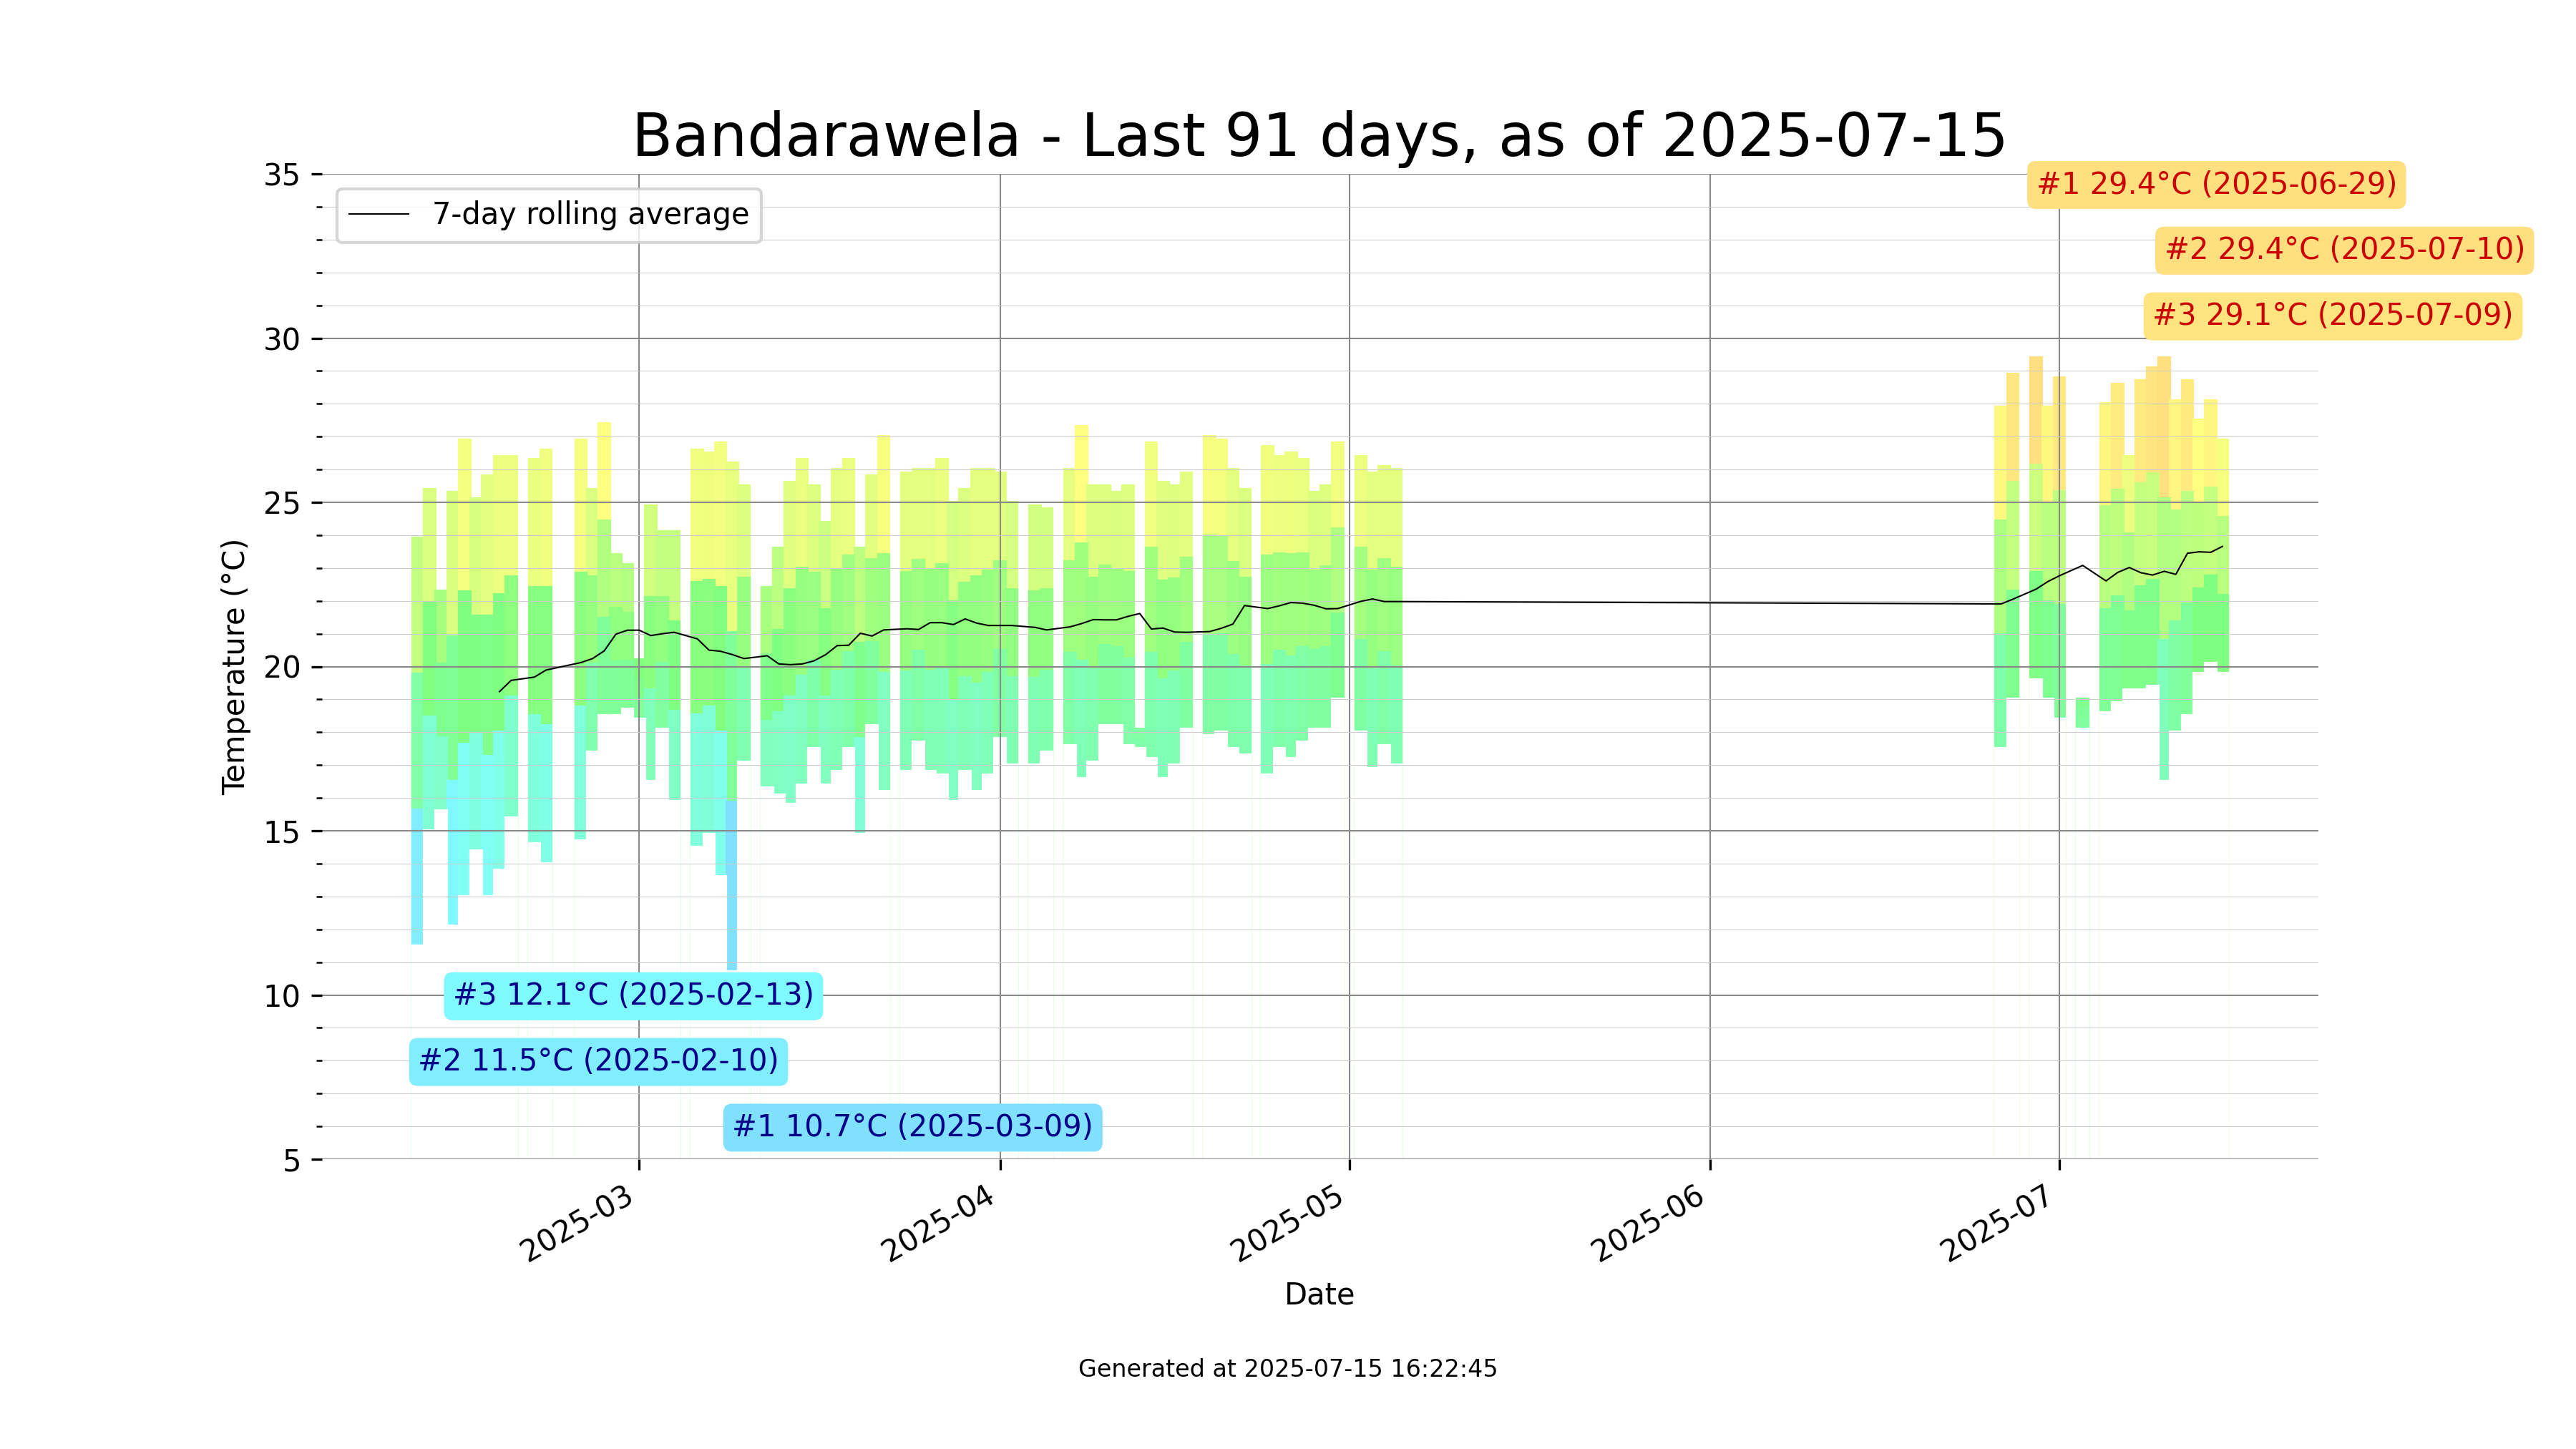 Bandarawela - Last 91 days, as of 2025-07-15
35
#1 29.4°C (2025-06-29)
7-day rolling average
#2 29.4°C (2025-07-10)
#3 29.1°C (2025-07-09)
30
25
Temperature (°C)
20
15
10
#3 12.1°C (2025-02-13)
#2 11.5°C (2025-02-10)
#1 10.7°C (2025-03-09)
5
2025-03
2025-04
2025-05
2025-06
2025-07
Date
Generated at 2025-07-15 16:22:45